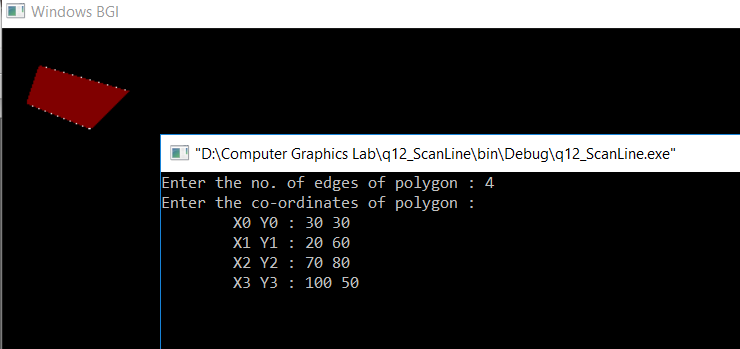 Windows BGI
"D:\Computer Graphics Lab\q12_ScanLine\bin\Debug\q12_ScanLine.exe"
Enter the no. of edges of polygon : 4
Enter the co-ordinates of polygon :
X0 Y0 : 30 30
X1 Y1 : 20 60
X2 Y2 : 70 80
X3 Y3 : 100 50